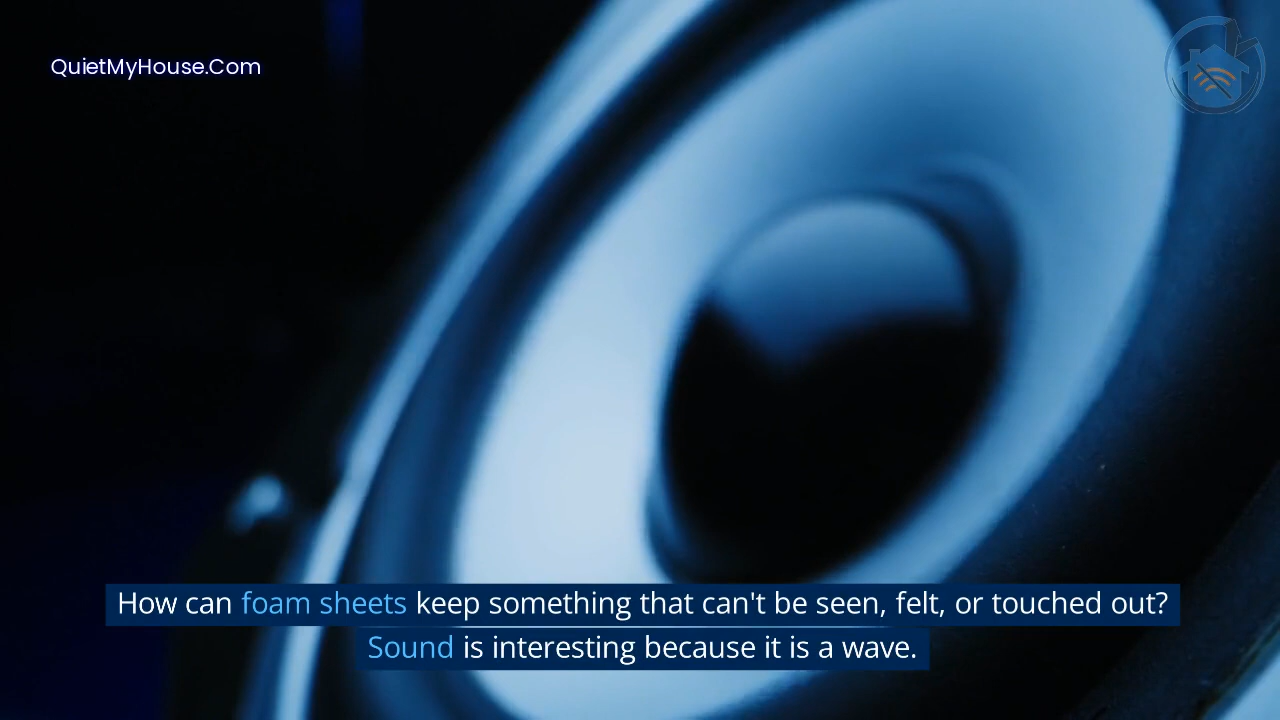 QuietMyHouse.Com
How can foam sheets keep something that can't be seen, felt, or touched out?
Sound is interesting because it is a wave.